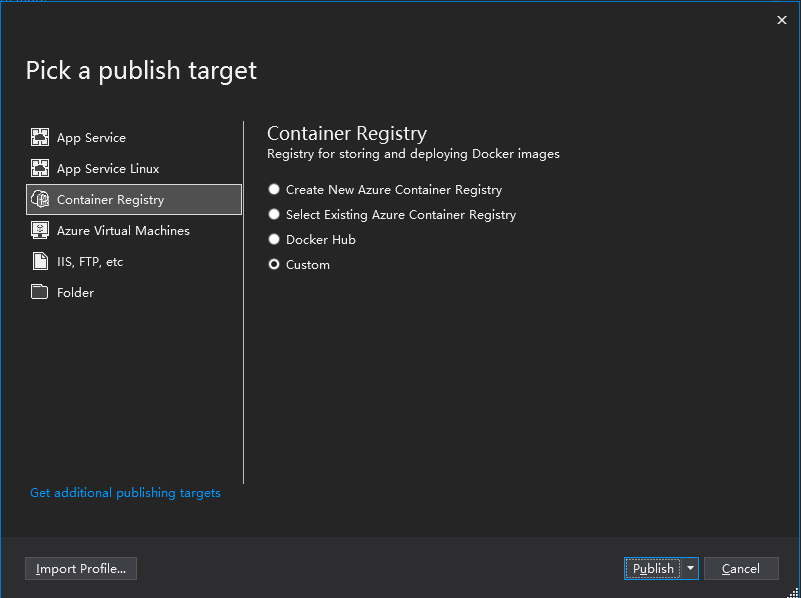 Pick a publish target
App Service
App Service Linux
Container Registry
Azure Virtual Machines
IIS, FTP, etc
Folder
Get additional publishing targets
Container Registry
Registry for storing and deploying Docker images
Create New Azure Container Registry
Select Existing Azure Container Registry
Docker Hub
Custom
Import Profile...
Publish
Cancel